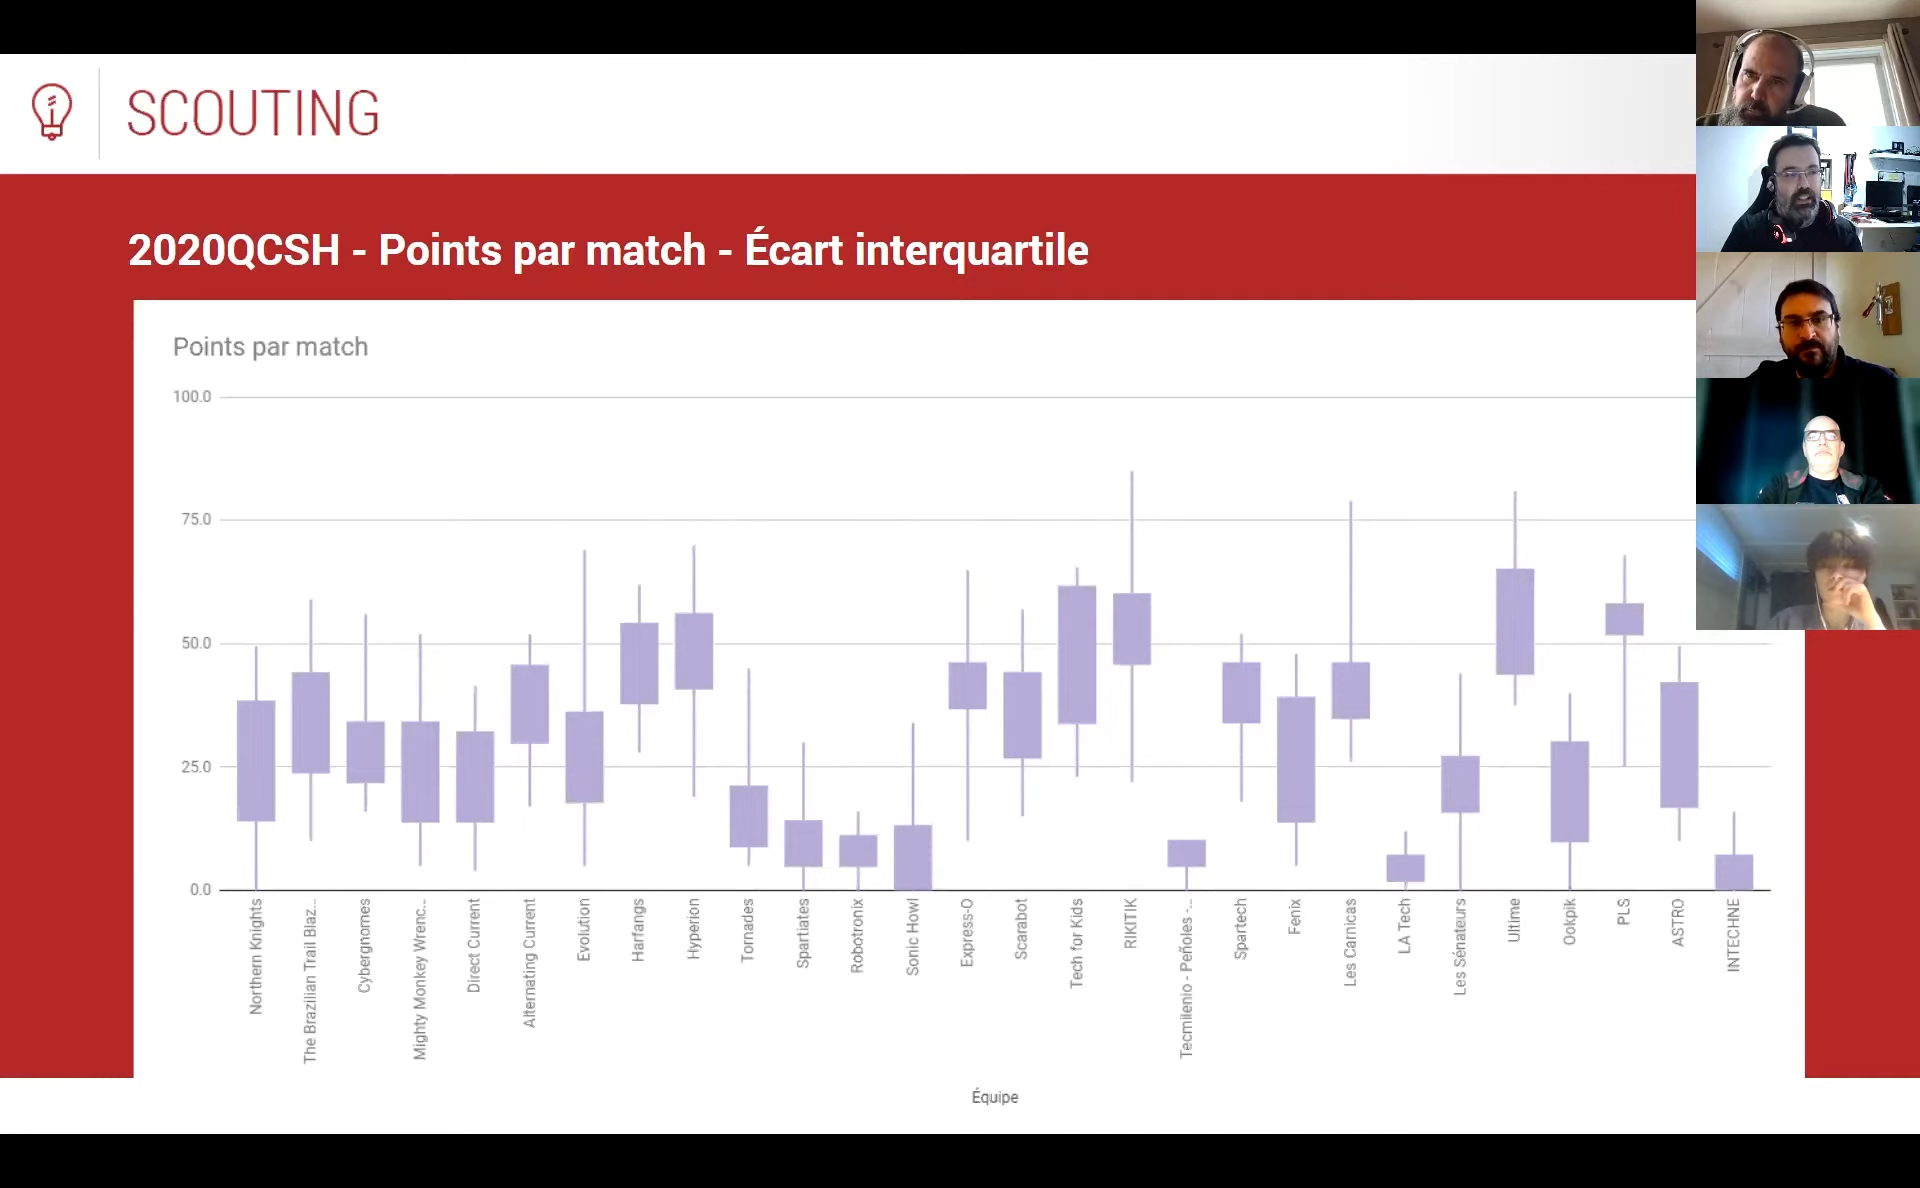 SCOUTING
2020QCSH - Points par match - Écart interquartile
Points par match
100.0
75.0
50.0
25.0
0.0
Northern Knights
The Brazilian Trail Blaz...
Cybergnomes
Mighty Monkey Wrenc...
Direct Current
Alternating Current
Evolution
Harfangs
Hyperion
Tornades
Spartiates
Robotronix
Sonic Howl
Express-O
Scarabot
Tech for Kids
RIKITIK
Tecmilenio - Peñoles -...
Spartech
Fenix
Les Carnicas
LA Tech
Les Sénateurs
Ultime
Ookpik
PLS
ASTRO
INTECHNE
Équipe